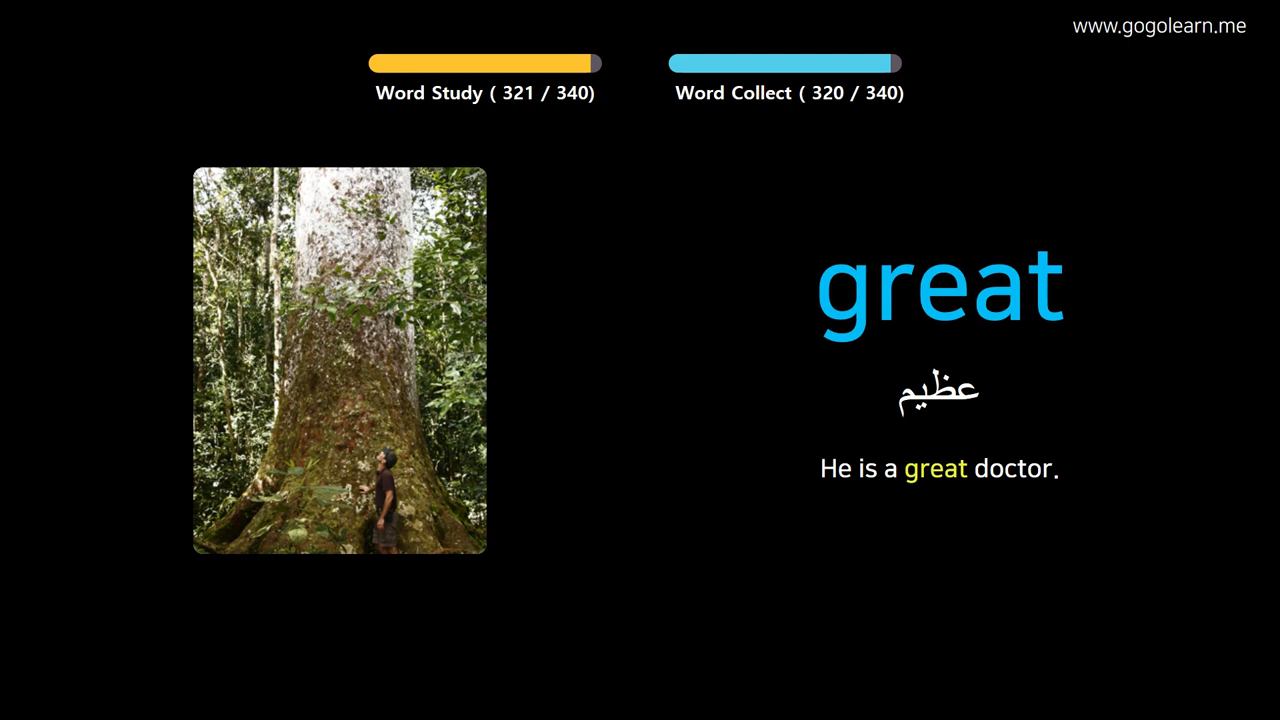 www.gogolearn.me
Word Study ( 321 / 340)
Word Collect ( 320 / 340)
great
عظيم
He is a great doctor.